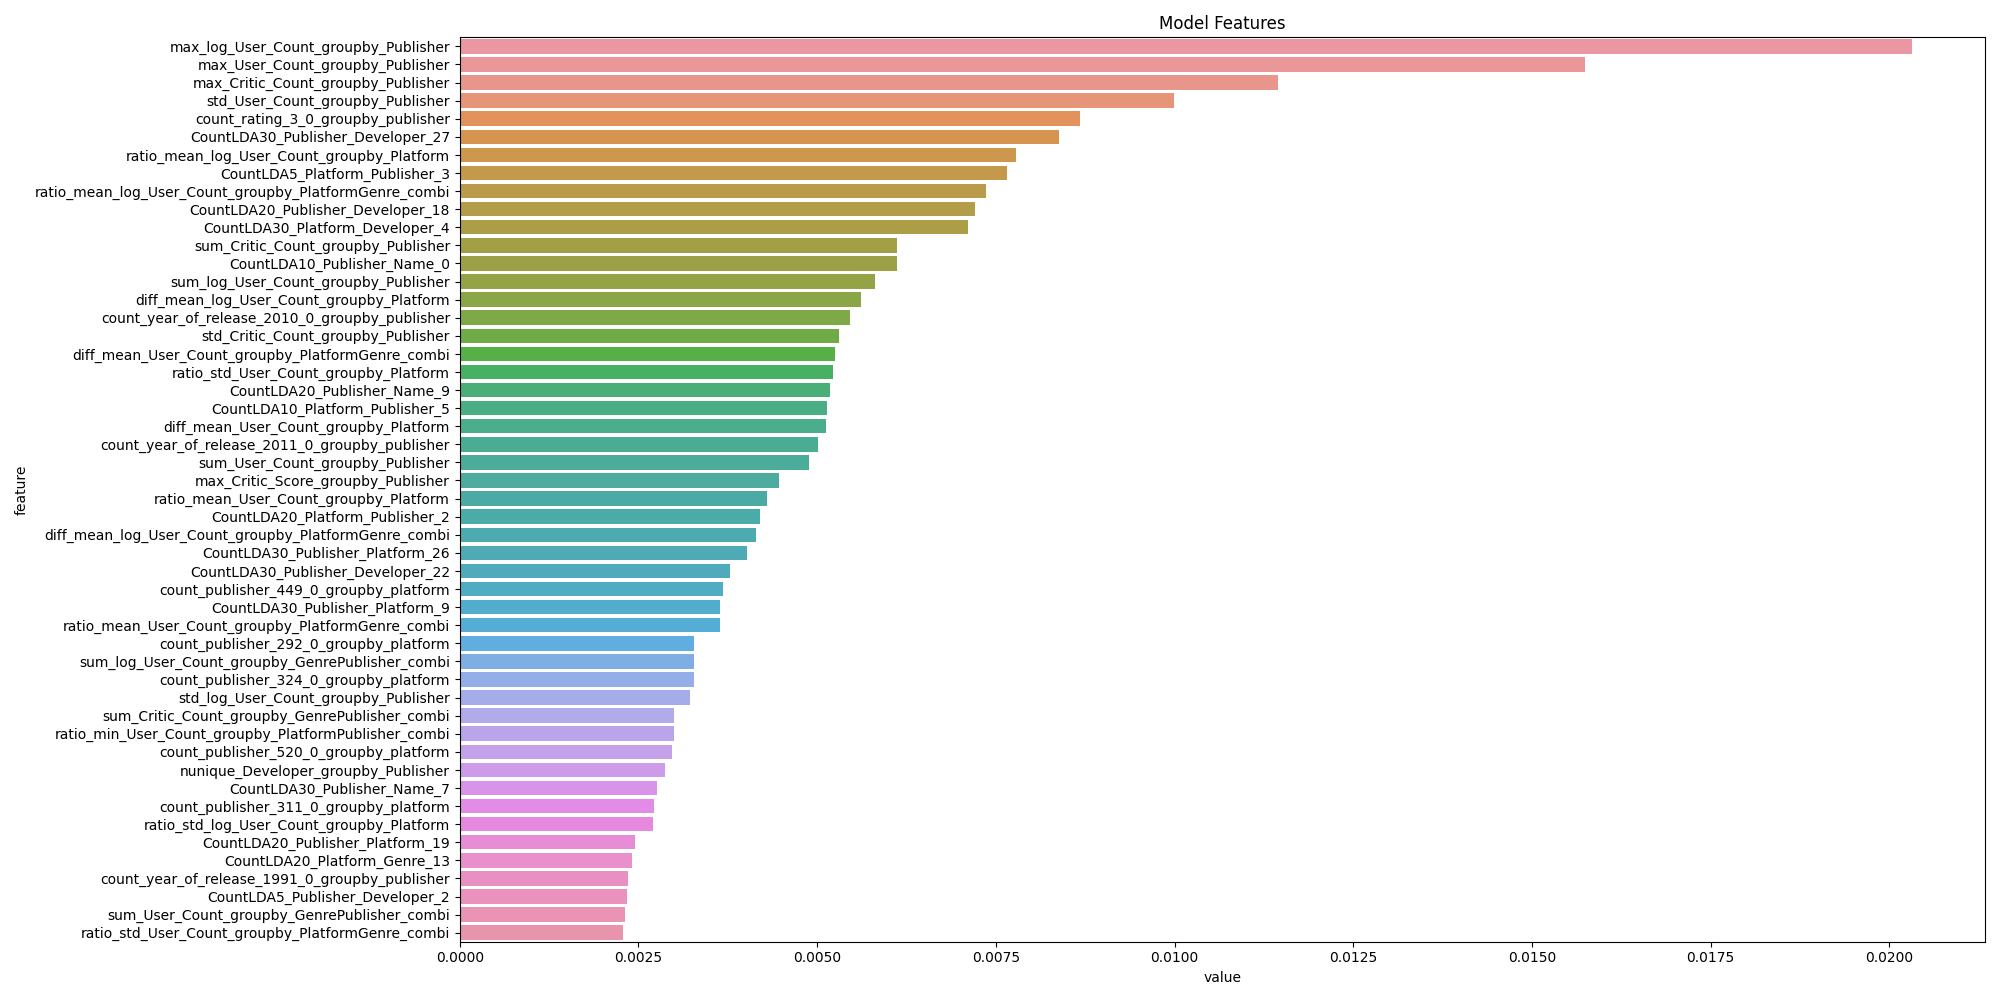 Model Features
max_log_User_Count_groupby_Publisher
max_User_Count_groupby_Publisher
max_Critic_Count_groupby_Publisher
std_User_Count_groupby_Publisher
count_rating_3_0_groupby_publisher
CountLDA30_Publisher_Developer_27
ratio_mean_log_User_Count_groupby_Platform
CountLDA5_Platform_Publisher_3
ratio_mean_log_User_Count_groupby_PlatformGenre_combi
CountLDA20_Publisher_Developer_18
CountLDA30_Platform_Developer_4
sum_Critic_Count_groupby_Publisher
CountLDA10_Publisher_Name_0
sum_log_User_Count_groupby_Publisher
diff_mean_log_User_Count_groupby_Platform
count_year_of_release_2010_0_groupby_publisher
std_Critic_Count_groupby_Publisher
diff_mean_User_Count_groupby_PlatformGenre_combi
ratio_std_User_Count_groupby_Platform
CountLDA20_Publisher_Name_9
CountLDA10_Platform_Publisher_5
diff_mean_User_Count_groupby_Platform
count_year_of_release_2011_0_groupby_publisher
sum_User_Count_groupby_Publisher
max_Critic_Score_groupby_Publisher
ratio_mean_User_Count_groupby_Platform
CountLDA20_Platform_Publisher_2
diff_mean_log_User_Count_groupby_PlatformGenre_combi
CountLDA30_Publisher_Platform_26
CountLDA30_Publisher_Developer_22
count_publisher_449_0_groupby_platform
CountLDA30_Publisher_Platform_9
ratio_mean_User_Count_groupby_PlatformGenre_combi
count_publisher_292_0_groupby_platform
sum_log_User_Count_groupby_GenrePublisher_combi
count_publisher_324_0_groupby_platform
std_log_User_Count_groupby_Publisher
sum_Critic_Count_groupby_GenrePublisher_combi
ratio_min_User_Count_groupby_PlatformPublisher_combi
count_publisher_520_0_groupby_platform
nunique_Developer_groupby_Publisher
CountLDA30_Publisher_Name_7
count_publisher_311_0_groupby_platform
ratio_std_log_User_Count_groupby_Platform
CountLDA20_Publisher_Platform_19
CountLDA20_Platform_Genre_13
count_year_of_release_1991_0_groupby_publisher
CountLDA5_Publisher_Developer_2
sum_User_Count_groupby_GenrePublisher_combi
ratio_std_User_Count_groupby_PlatformGenre_combi
feature
0.0000 0.0025 0.0050 0.0075 0.0100 0.0125 0.0150 0.0175 0.0200
value